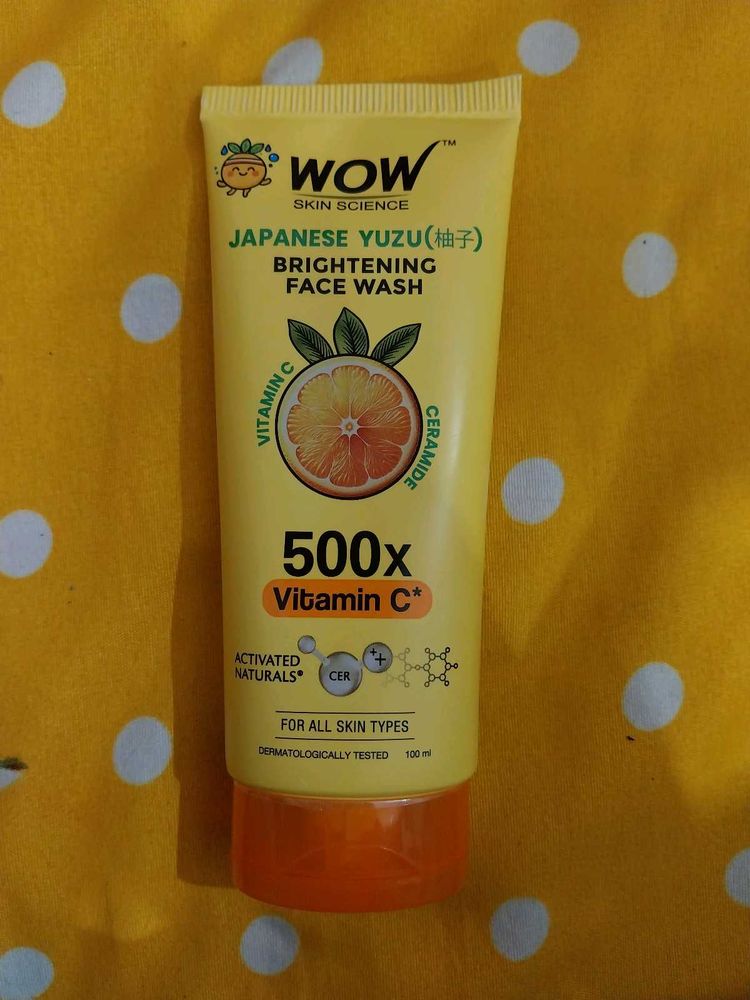 WOW™
SKIN SCIENCE
JAPANESE YUZU(柚子)
BRIGHTENING
FACE WASH
VITAMIN C
CERAMIDE
500x
Vitamin C*
ACTIVATED
NATURALS®
CER
++
FOR ALL SKIN TYPES
DERMATOLOGICALLY TESTED 100 ml